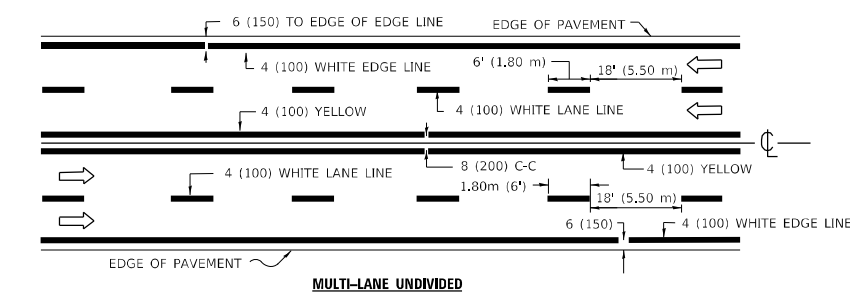 6 (150) TO EDGE OF EDGE LINE
EDGE OF PAVEMENT
4 (100) WHITE EDGE LINE
6' (1.80 m)
18' (5.50 m)
4 (100) YELLOW
4 (100) WHITE LANE LINE
℄
4 (100) WHITE LANE LINE
8 (200) C-C
4 (100) YELLOW
1.80m (6')
18' (5.50 m)
6 (150)
4 (100) WHITE EDGE LINE
EDGE OF PAVEMENT
MULTI-LANE UNDIVIDED